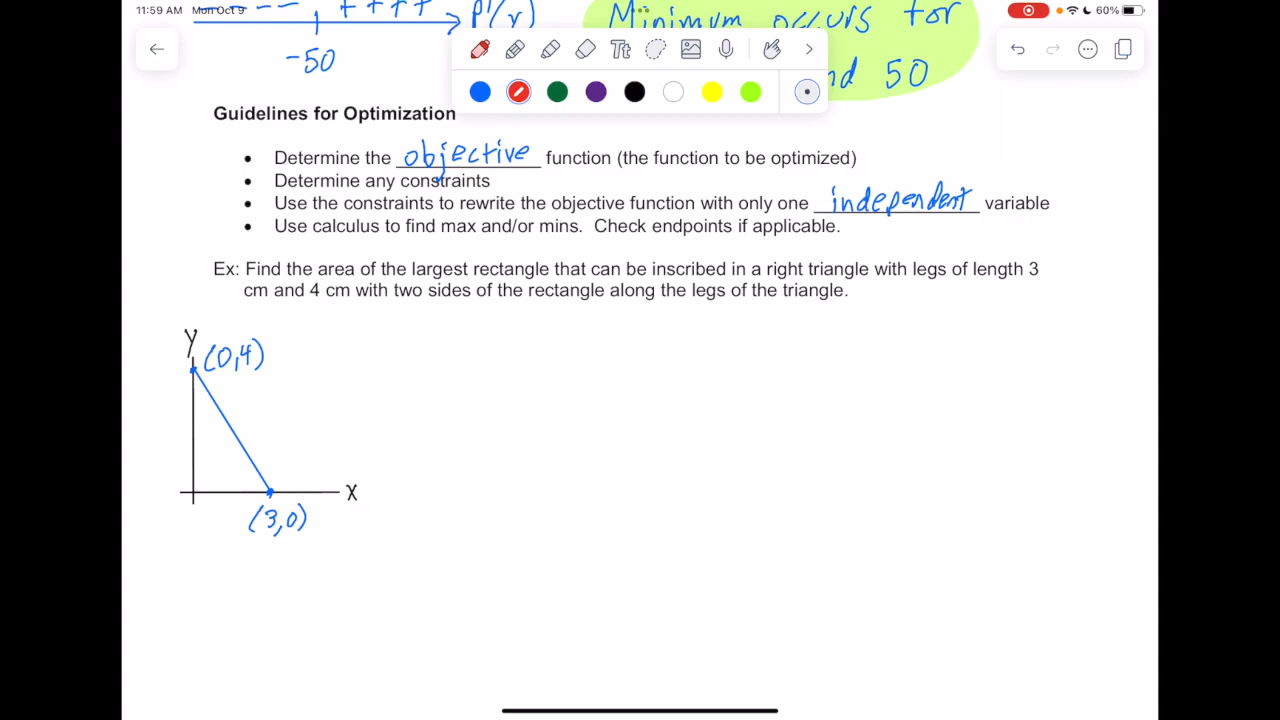 11:59 AM Mon Oct 9
60%
- - - - , + + + + P'(x)
Minimum occurs for
-50
nd 50
Tt
Guidelines for Optimization
• Determine the objective function (the function to be optimized)
• Determine any constraints
• Use the constraints to rewrite the objective function with only one independent variable
• Use calculus to find max and/or mins. Check endpoints if applicable.
Ex: Find the area of the largest rectangle that can be inscribed in a right triangle with legs of length 3
cm and 4 cm with two sides of the rectangle along the legs of the triangle.
y
(0,4)
x
(3,0)